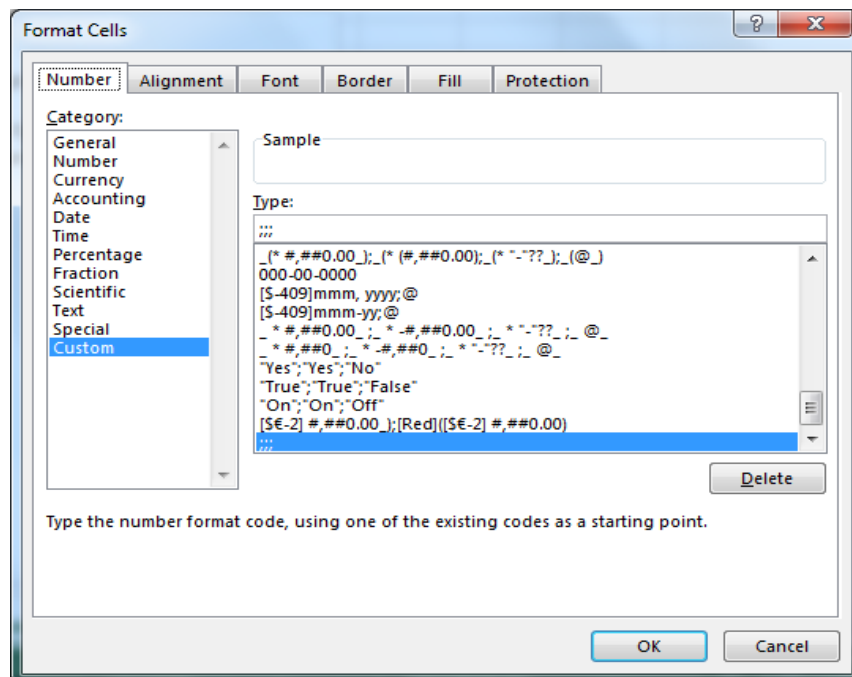 Format Cells
Number Alignment Font Border Fill Protection
Category:
General
Number
Currency
Accounting
Date
Time
Percentage
Fraction
Scientific
Text
Special
Custom
Sample
Type:
;;;
_(* #,##0.00_);_(* (#,##0.00);_(* "-"??_);_(@_)
000-00-0000
[$-409]mmm, yyyy;@
[$-409]mmm-yy;@
_ * #,##0.00_ ;_ * -#,##0.00_ ;_ * "-"??_ ;_ @_
_ * #,##0_ ;_ * -#,##0_ ;_ * "-"??_ ;_ @_
"Yes";"Yes";"No"
"True";"True";"False"
"On";"On";"Off"
[$€-2] #,##0.00_);[Red]([$€-2] #,##0.00)
;;;
Delete
Type the number format code, using one of the existing codes as a starting point.
OK Cancel